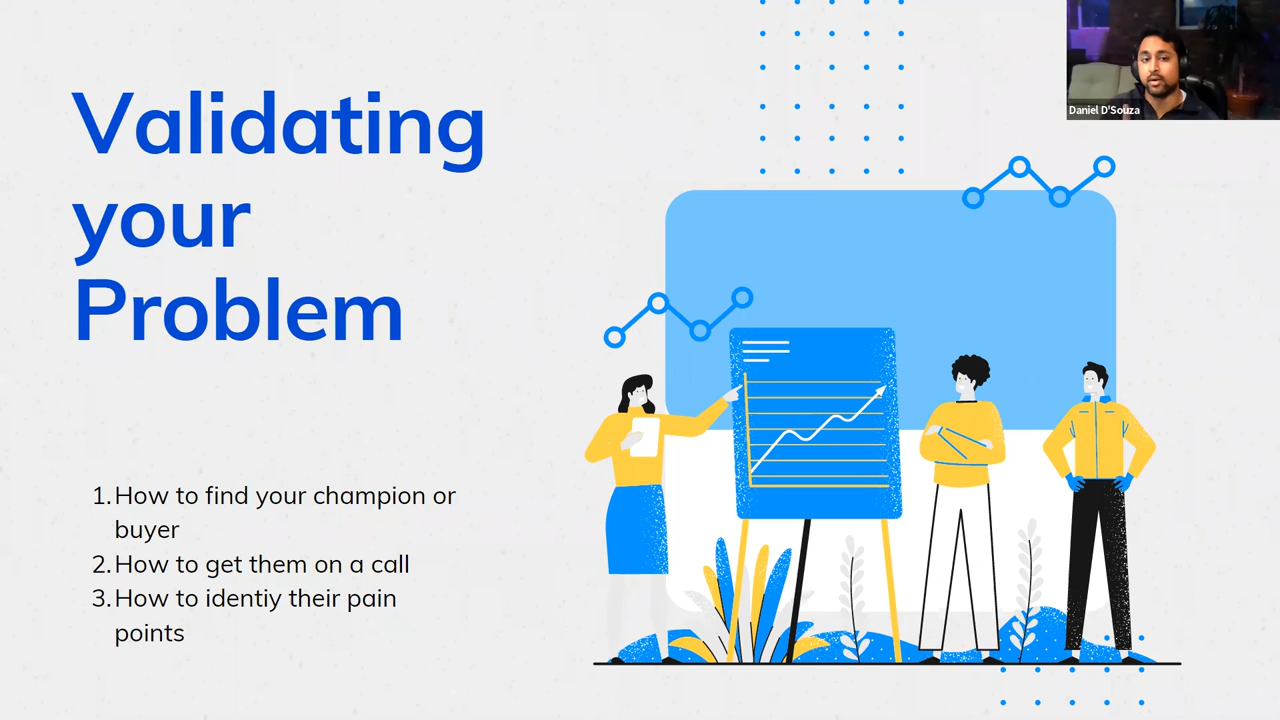 Validating
your
Problem
1. How to find your champion or
buyer
2. How to get them on a call
3. How to identiy their pain
points
Daniel D'Souza